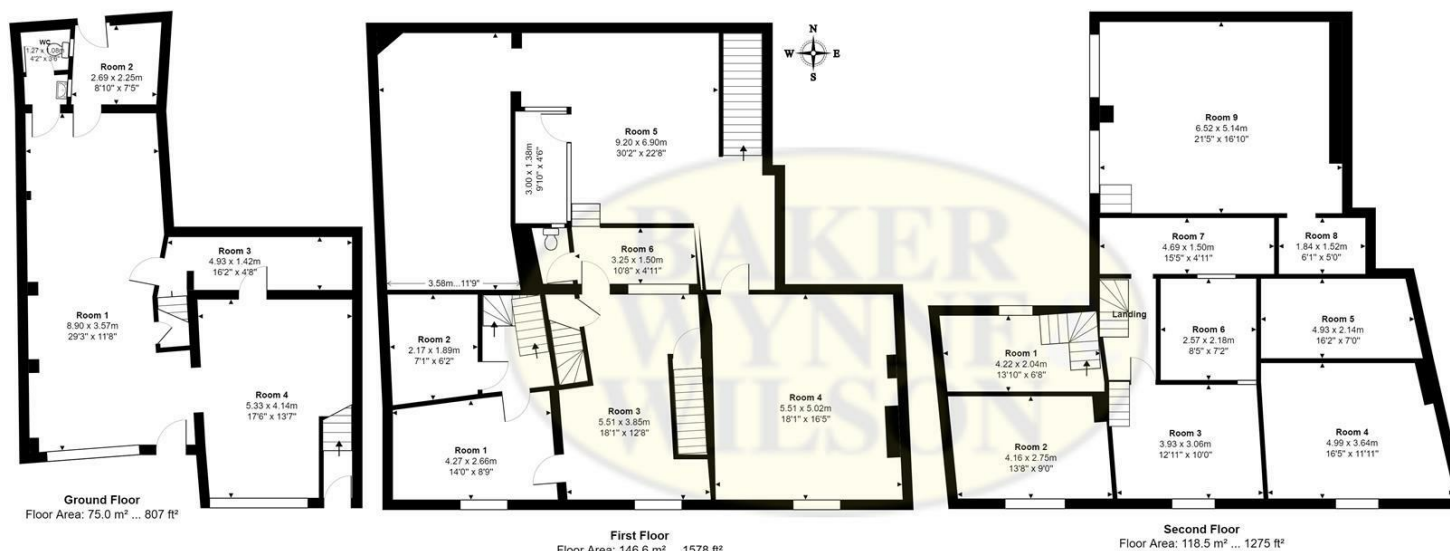 WC
1.27 x 1.08m
4'2" x 3'6"
Room 2
2.69 x 2.25m
8'10" x 7'5"
Room 3
4.93 x 1.42m
16'2" x 4'8"
Room 1
8.90 x 3.57m
29'3" x 11'8"
Room 4
5.33 x 4.14m
17'6" x 13'7"
Ground Floor
Floor Area: 75.0 m² ... 807 ft²
N
W E
S
Room 5
9.20 x 6.90m
30'2" x 22'8"
3.00 x 1.38m
9'10" x 4'6"
Room 6
3.25 x 1.50m
10'8" x 4'11"
3.58m...11'9"
Room 2
2.17 x 1.89m
7'1" x 6'2"
Room 3
5.51 x 3.85m
18'1" x 12'8"
Room 4
5.51 x 5.02m
18'1" x 16'5"
Room 1
4.27 x 2.66m
14'0" x 8'9"
First Floor
Floor Area: 146.6 m² ... 1578 ft²
Room 9
6.52 x 5.14m
21'5" x 16'10"
Room 7
4.69 x 1.50m
15'5" x 4'11"
Room 8
1.84 x 1.52m
6'1" x 5'0"
Landing
Room 6
2.57 x 2.18m
8'5" x 7'2"
Room 5
4.93 x 2.14m
16'2" x 7'0"
Room 1
4.22 x 2.04m
13'10" x 6'8"
Room 2
4.16 x 2.75m
13'8" x 9'0"
Room 3
3.93 x 3.06m
12'11" x 10'0"
Room 4
4.99 x 3.64m
16'5" x 11'11"
Second Floor
Floor Area: 118.5 m² ... 1275 ft²
BAKER
WYNNE
WILSON